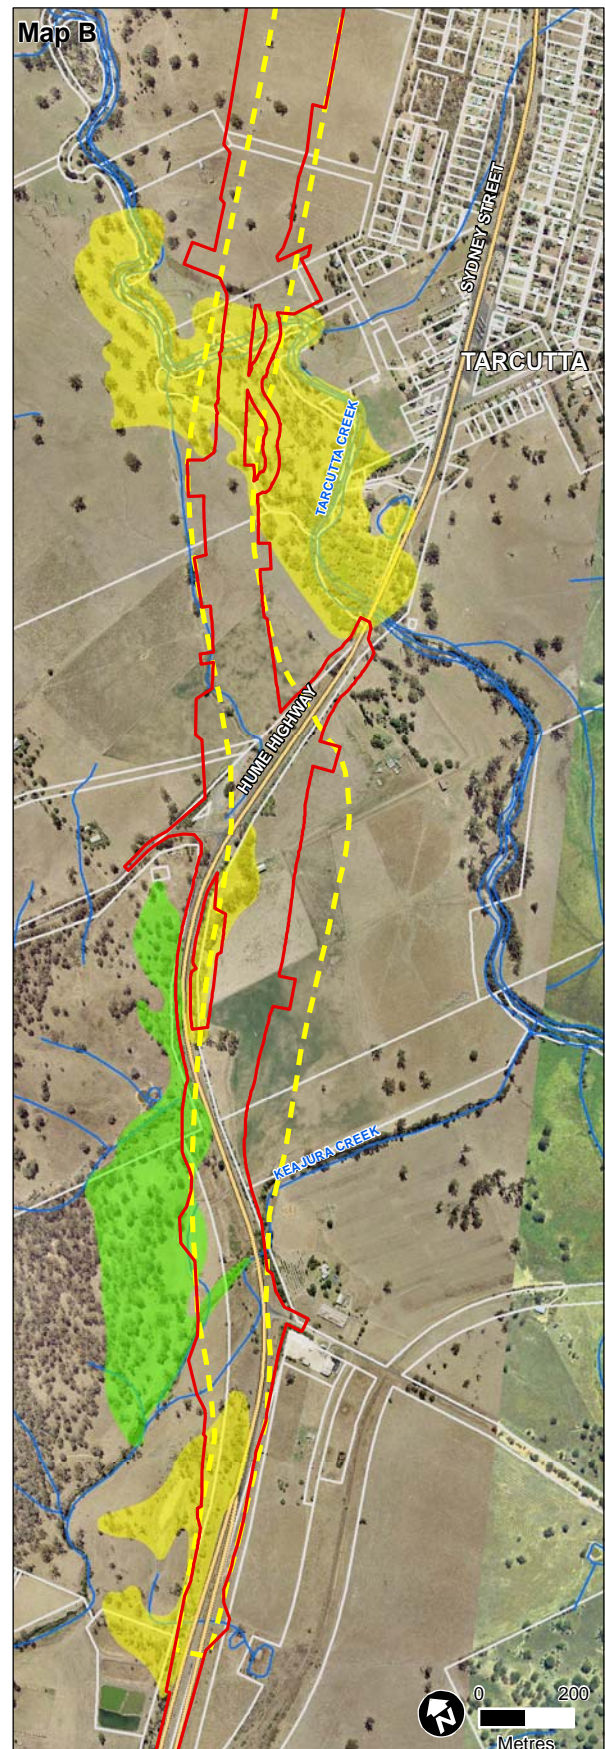 Map B
SYDNEY STREET
TARCUTTA
TARCUTTA CREEK
HUME HIGHWAY
KEAJURA CREEK
N
0 200
Metres